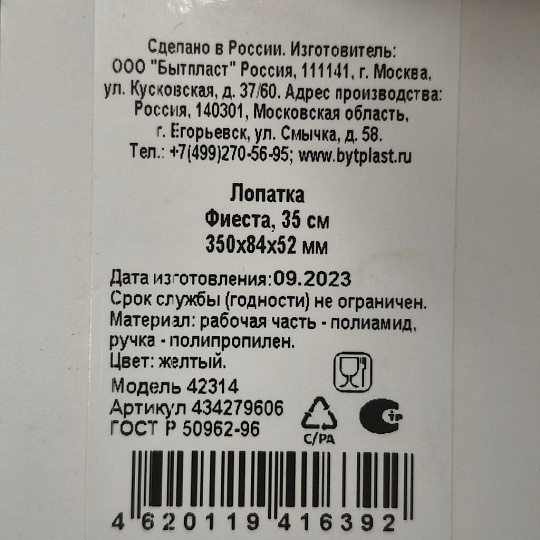 Сделано в России. Изготовитель:
ООО "Бытпласт" Россия, 111141, г. Москва,
ул. Кусковская, д. 37/60. Адрес производства:
Россия, 140301, Московская область,
г. Егорьевск, ул. Смычка, д. 58.
Тел.: +7(499)270-56-95; www.bytplast.ru
Лопатка
Фиеста, 35 см
350х84х52 мм
Дата изготовления:09.2023
Срок службы (годности) не ограничен.
Материал: рабочая часть - полиамид,
ручка - полипропилен.
Цвет: желтый.
Модель 42314
Артикул 434279606
ГОСТ Р 50962-96
С/РА
4 620119 416392